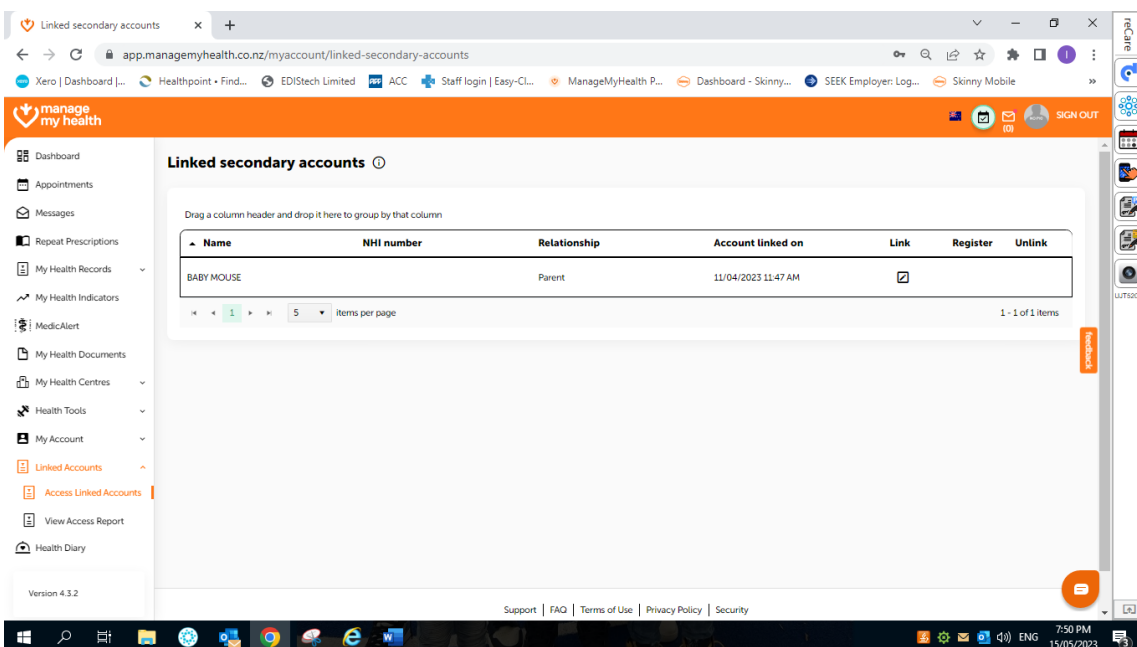 Linked secondary accounts
app.managemyhealth.co.nz/myaccount/linked-secondary-accounts
I
Xero | Dashboard |... Healthpoint • Find... EDIStech Limited ACC Staff login | Easy-Cl... ManageMyHealth P... Dashboard - Skinny... SEEK Employer: Log... Skinny Mobile »
manage
my health
SIGN OUT
(0)
Dashboard
Appointments
Messages
Repeat Prescriptions
My Health Records
My Health Indicators
MedicAlert
My Health Documents
My Health Centres
Health Tools
My Account
Linked Accounts
Access Linked Accounts
View Access Report
Health Diary
Version 4.3.2
Linked secondary accounts
Drag a column header and drop it here to group by that column
Name NHI number Relationship Account linked on Link Register Unlink
BABY MOUSE Parent 11/04/2023 11:47 AM
1 5 items per page 1 - 1 of 1 items
feedback
Support | FAQ | Terms of Use | Privacy Policy | Security
reCare
ENG
7:50 PM
15/05/2023